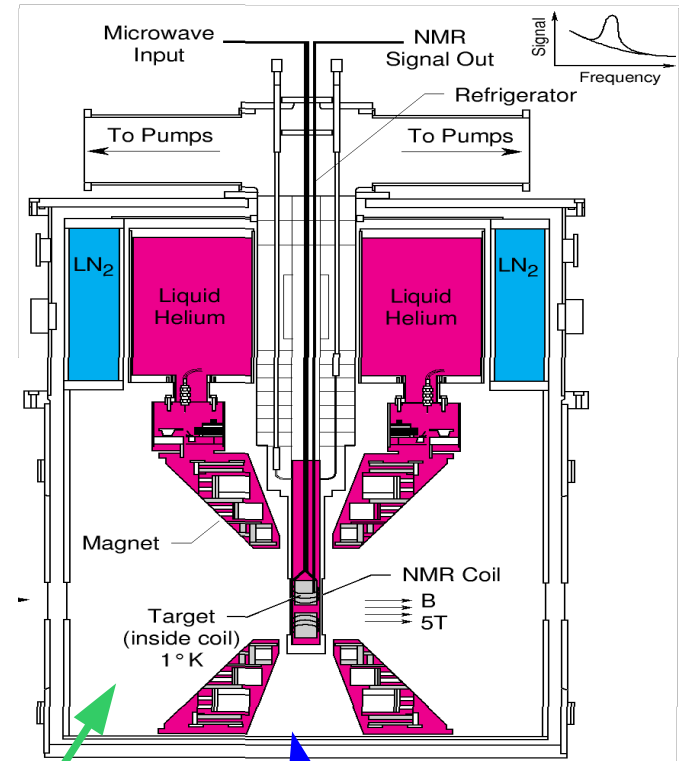 Microwave
Input
NMR
Signal Out
Signal
Frequency
Refrigerator
To Pumps
To Pumps
LN2
Liquid
Helium
Liquid
Helium
LN2
Magnet
NMR Coil
Target
(inside coil)
1°K
B
5T